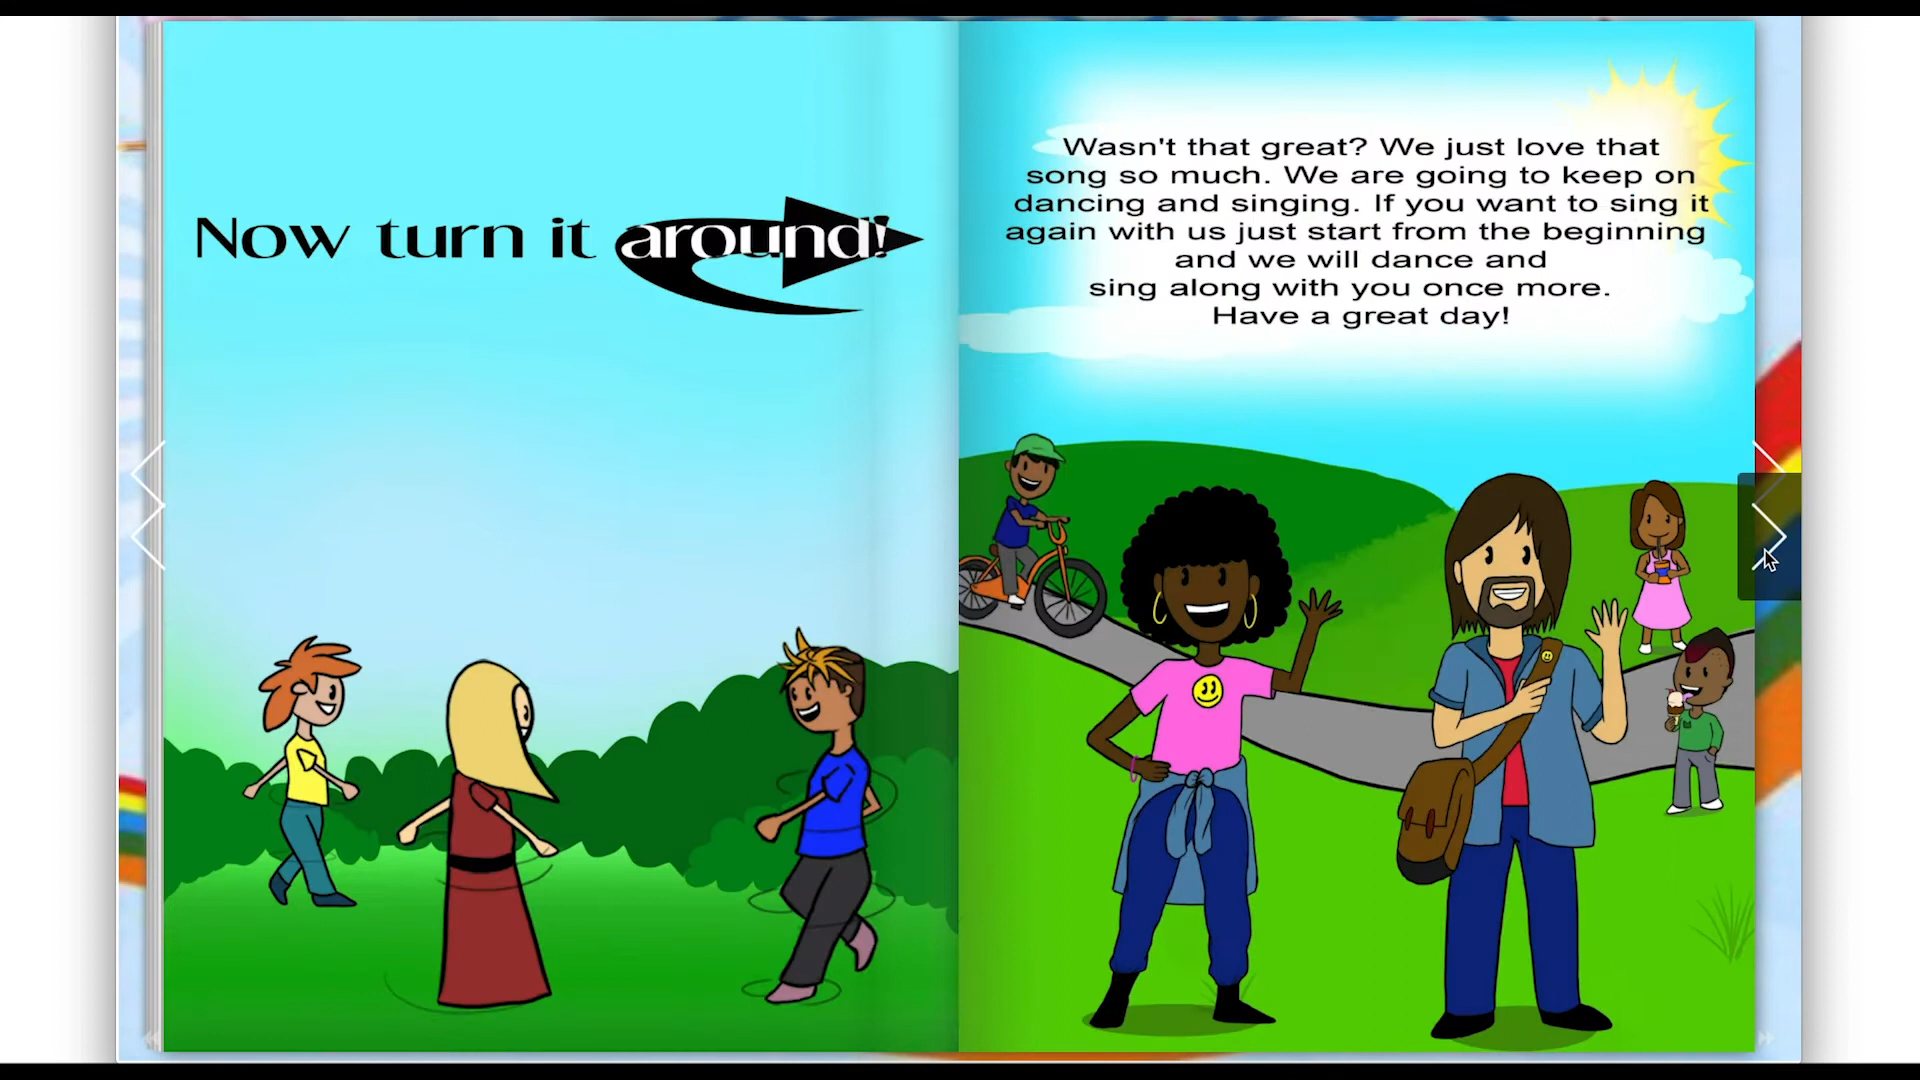 Now turn it around!
Wasn't that great? We just love that
song so much. We are going to keep on
dancing and singing. If you want to sing it
again with us just start from the beginning
and we will dance and
sing along with you once more.
Have a great day!